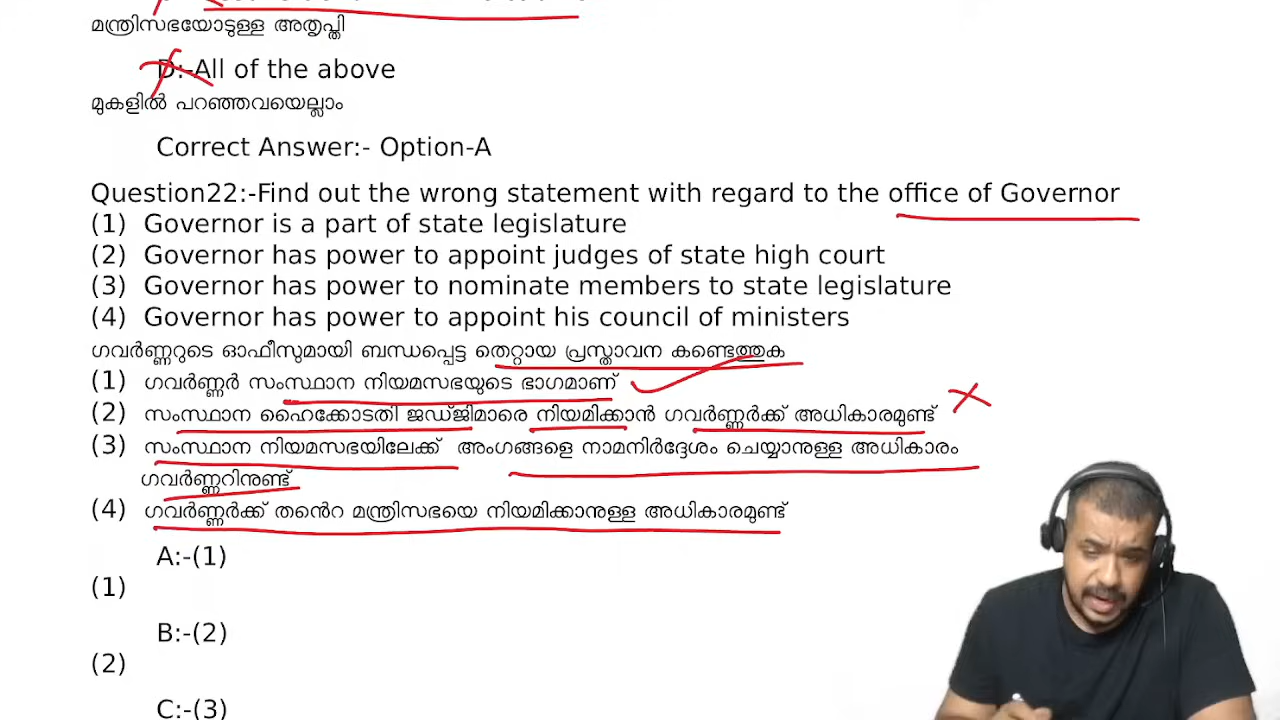 മന്ത്രിസഭയോടുള്ള അതൃപ്തി
D:-All of the above
മുകളിൽ പറഞ്ഞവയെല്ലാം
Correct Answer:- Option-A
Question22:-Find out the wrong statement with regard to the office of Governor
(1) Governor is a part of state legislature
(2) Governor has power to appoint judges of state high court
(3) Governor has power to nominate members to state legislature
(4) Governor has power to appoint his council of ministers
ഗവർണ്ണറുടെ ഓഫീസുമായി ബന്ധപ്പെട്ട തെറ്റായ പ്രസ്താവന കണ്ടെത്തുക
(1) ഗവർണ്ണർ സംസ്ഥാന നിയമസഭയുടെ ഭാഗമാണ്
(2) സംസ്ഥാന ഹൈക്കോടതി ജഡ്ജിമാരെ നിയമിക്കാൻ ഗവർണ്ണർക്ക് അധികാരമുണ്ട്
(3) സംസ്ഥാന നിയമസഭയിലേക്ക് അംഗങ്ങളെ നാമനിർദ്ദേശം ചെയ്യാനുള്ള അധികാരം
ഗവർണ്ണറിനുണ്ട്
(4) ഗവർണ്ണർക്ക് തൻെറ മന്ത്രിസഭയെ നിയമിക്കാനുള്ള അധികാരമുണ്ട്
A:-(1)
(1)
B:-(2)
(2)
C:-(3)